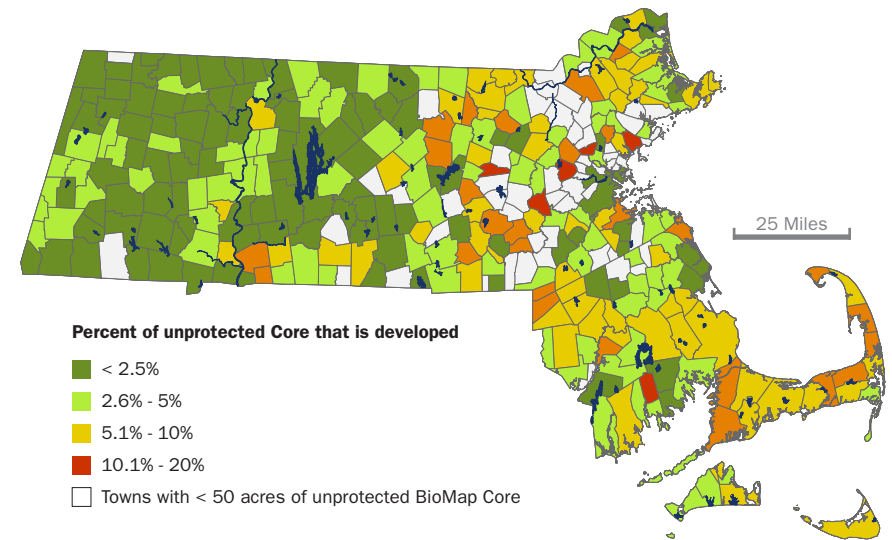 25 Miles
Percent of unprotected Core that is developed
< 2.5%
2.6% - 5%
5.1% - 10%
10.1% - 20%
Towns with < 50 acres of unprotected BioMap Core